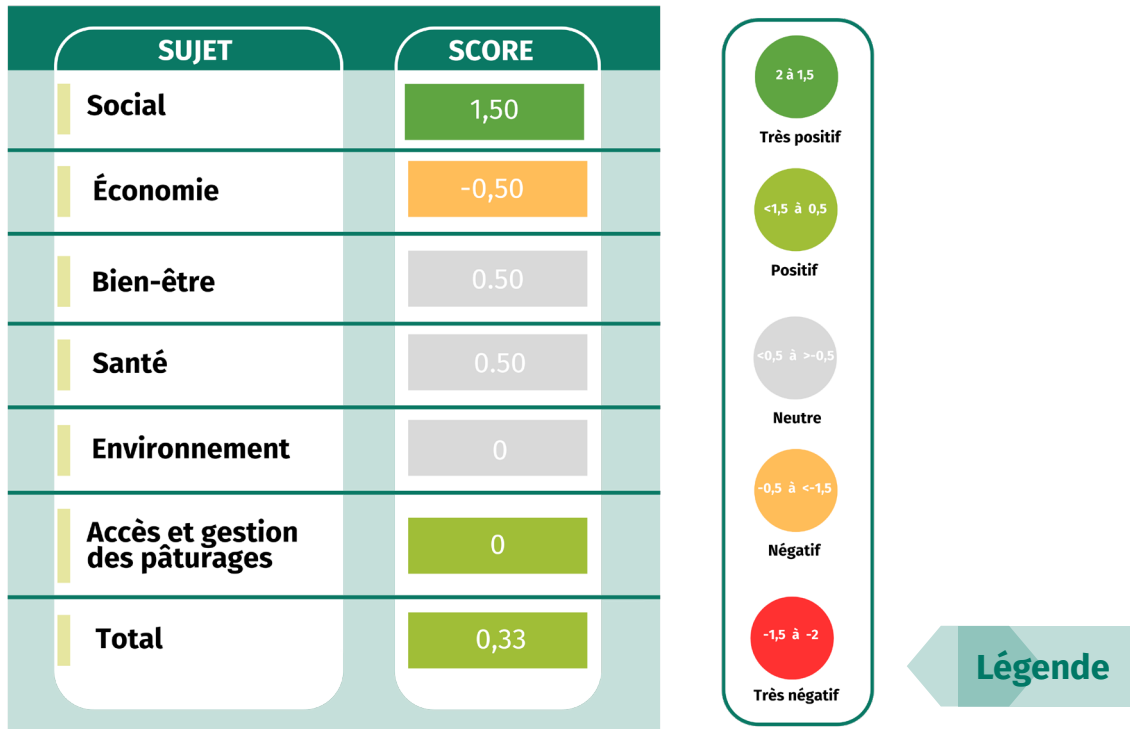 SUJET SCORE
Social 1,50
Économie -0,50
Bien-être 0.50
Santé 0.50
Environnement 0
Accès et gestion
des pâturages 0
Total 0,33
2 à 1,5
Très positif
<1,5 à 0,5
Positif
<0,5 à >-0,5
Neutre
-0,5 à <-1,5
Négatif
-1,5 à -2
Très négatif
Légende